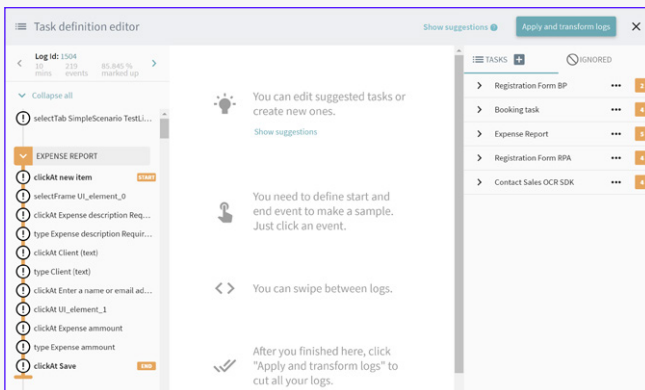 Task definition editor
Show suggestions
Apply and transform logs
Log Id: 1504
10 mins
219 events
85.845 % marked up
Collapse all
selectTab SimpleScenario TestLi...
EXPENSE REPORT
clickAt new item START
selectFrame UI_element_0
clickAt Expense description Req...
type Expense description Requir...
clickAt Client (text)
type Client (text)
clickAt Enter a name or email ad...
clickAt UI_element_1
clickAt Expense ammount
type Expense ammount
clickAt Save END
You can edit suggested tasks or
create new ones.
Show suggestions
You need to define start and
end event to make a sample.
Just click an event.
You can swipe between logs.
After you finished here, click
"Apply and transform logs" to
cut all your logs.
TASKS
IGNORED
Registration Form BP
Booking task
Expense Report
Registration Form RPA
Contact Sales OCR SDK